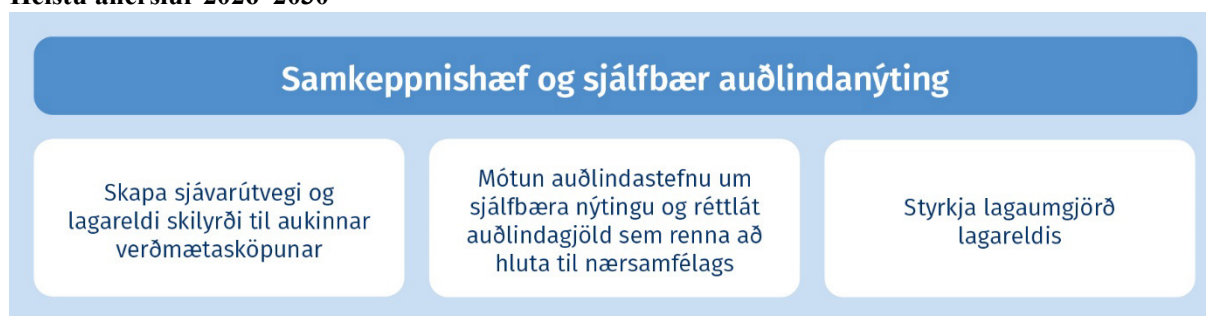 Samkeppnishæf og sjálfbær auðlindanýting
Skapa sjávarútvegi og
lagareldi skilyrði til aukinnar
verðmætasköpunar
Mótun auðlindastefnu um
sjálfbæra nýtingu og réttlát
auðlindagjöld sem renna að
hluta til nærsamfélags
Styrkja lagaumgjörð
lagareldis